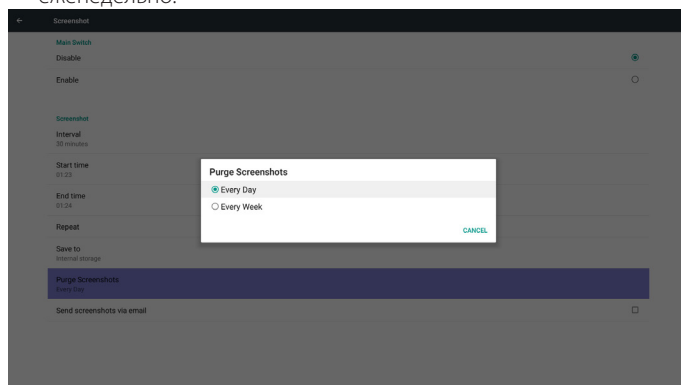 еженедельно.
Screenshot
Main Switch
Disable
Enable
Screenshot
Interval
30 minutes
Start time
01:23
End time
01:24
Repeat
Save to
Internal storage
Purge Screenshots
Every Day
Send screenshots via email
Purge Screenshots
Every Day
Every Week
CANCEL